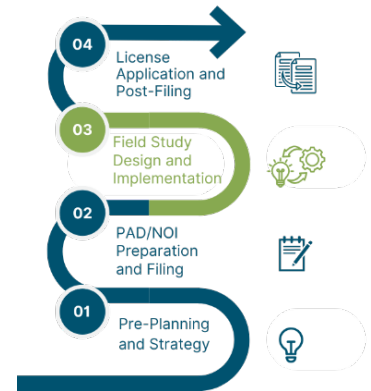 04
License
Application and
Post-Filing
03
Field Study
Design and
Implementation
02
PAD/NOI
Preparation
and Filing
01
Pre-Planning
and Strategy